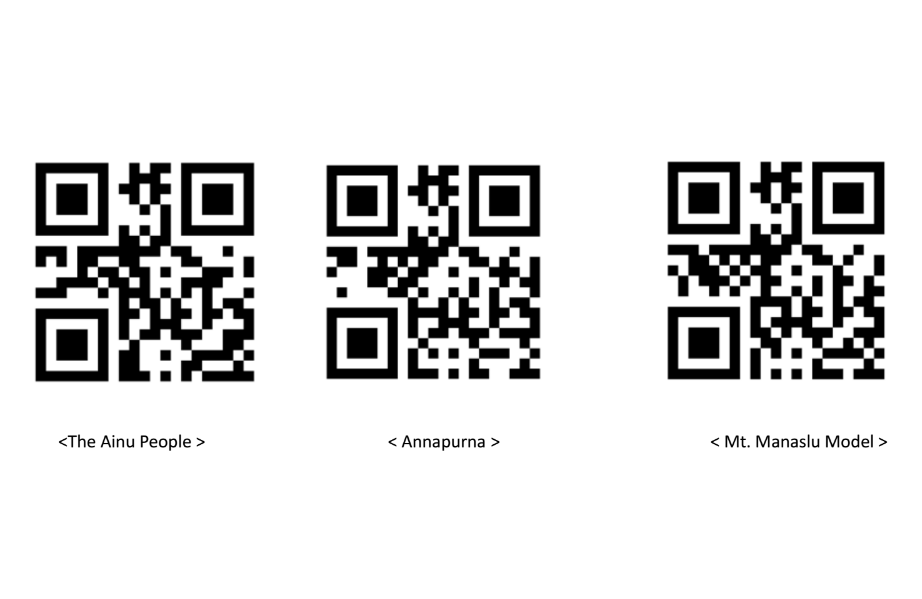 <The Ainu People >
< Annapurna >
< Mt. Manaslu Model >